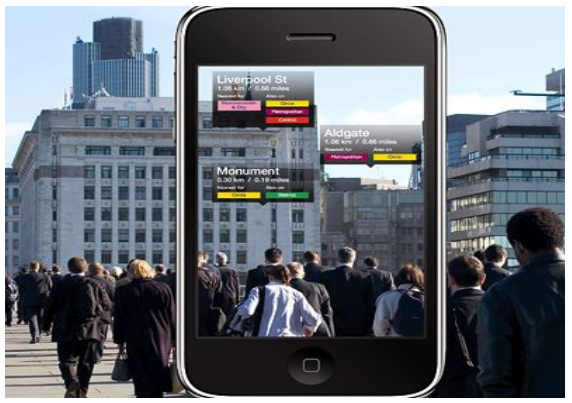 Liverpool St
1.06 km / 0.66 miles
Nearest for Also on
Hammersmith & City Circle
Metropolitan
Central
Aldgate
1.06 km / 0.66 miles
Nearest for Also on
Metropolitan Circle
Monument
0.30 km / 0.19 miles
Nearest for Also on
Circle District